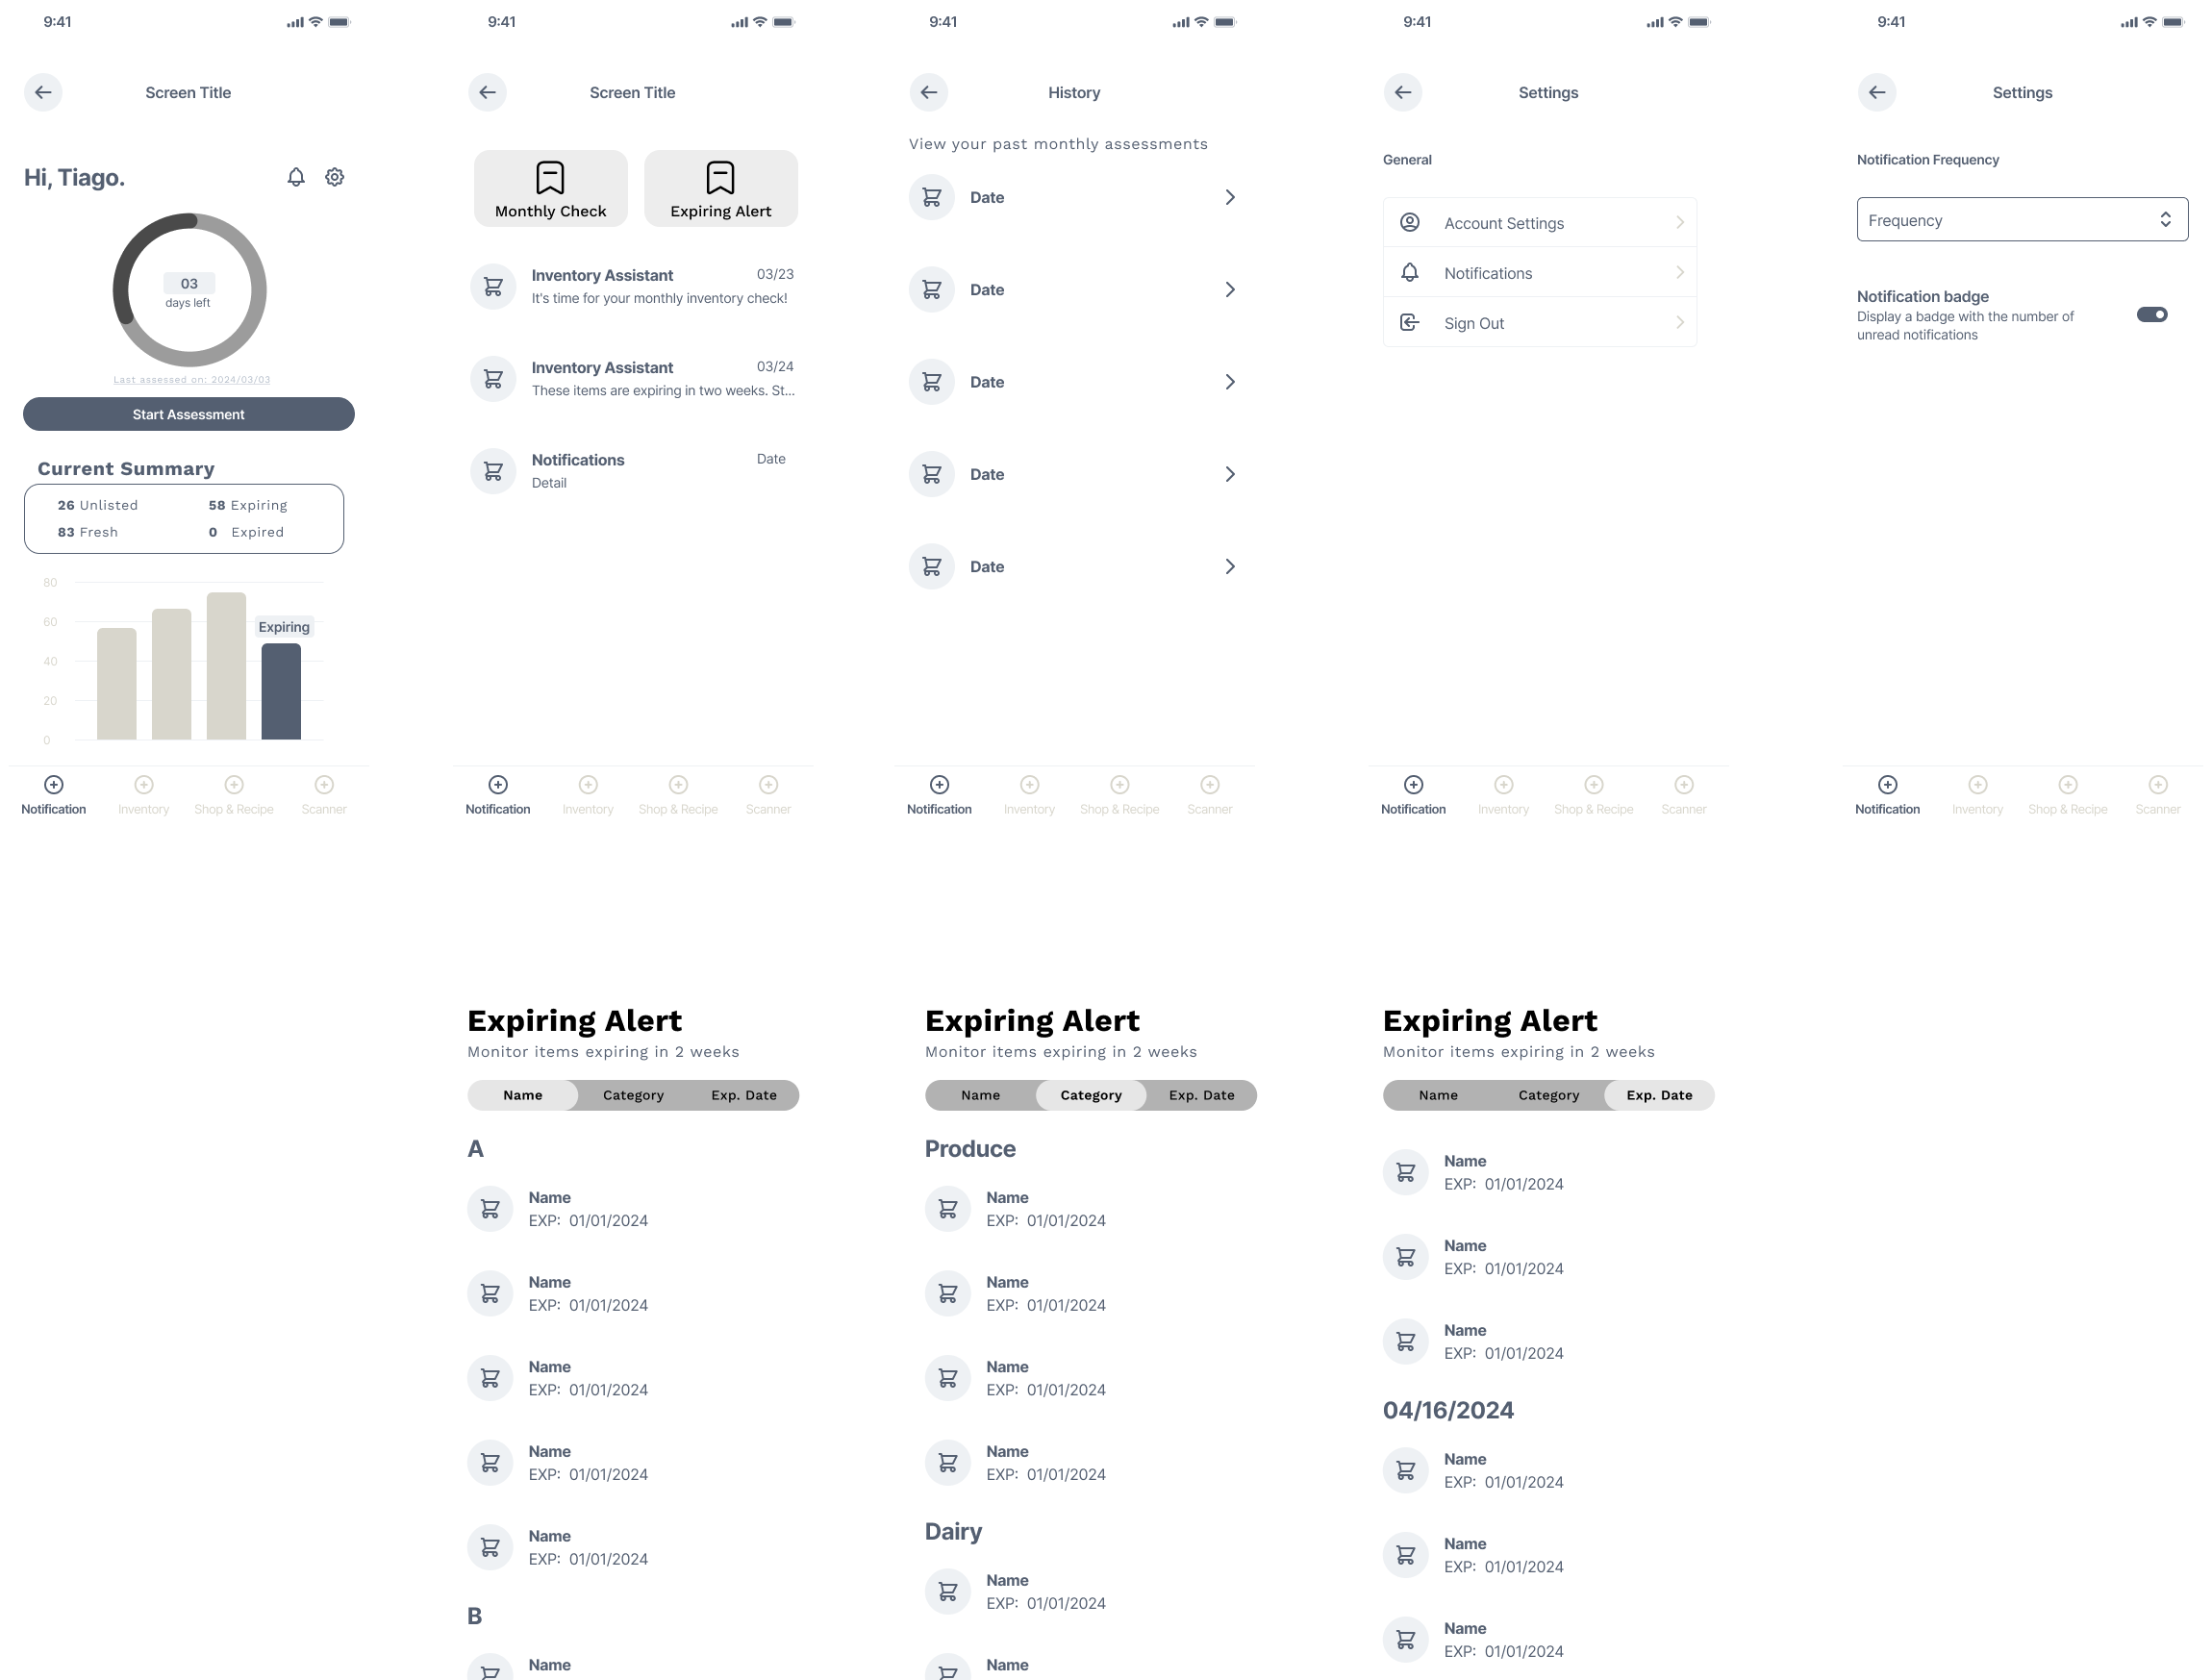 9:41
Screen Title
Hi, Tiago.
03
days left
Last assessed on: 2024/03/03
Start Assessment
Current Summary
26 Unlisted
58 Expiring
83 Fresh
0 Expired
80
60
Expiring
40
20
0
Notification
Inventory
Shop & Recipe
Scanner
9:41
Screen Title
Monthly Check
Expiring Alert
Inventory Assistant
03/23
It's time for your monthly inventory check!
Inventory Assistant
03/24
These items are expiring in two weeks. St...
Notifications
Date
Detail
Notification
Inventory
Shop & Recipe
Scanner
9:41
History
View your past monthly assessments
Date
Date
Date
Date
Date
Notification
Inventory
Shop & Recipe
Scanner
9:41
Settings
General
Account Settings
Notifications
Sign Out
Notification
Inventory
Shop & Recipe
Scanner
9:41
Settings
Notification Frequency
Frequency
Notification badge
Display a badge with the number of
unread notifications
Notification
Inventory
Shop & Recipe
Scanner
Expiring Alert
Monitor items expiring in 2 weeks
Name
Category
Exp. Date
A
Name
EXP: 01/01/2024
Name
EXP: 01/01/2024
Name
EXP: 01/01/2024
Name
EXP: 01/01/2024
Name
EXP: 01/01/2024
B
Name
Expiring Alert
Monitor items expiring in 2 weeks
Name
Category
Exp. Date
Produce
Name
EXP: 01/01/2024
Name
EXP: 01/01/2024
Name
EXP: 01/01/2024
Name
EXP: 01/01/2024
Dairy
Name
EXP: 01/01/2024
Name
Expiring Alert
Monitor items expiring in 2 weeks
Name
Category
Exp. Date
Name
EXP: 01/01/2024
Name
EXP: 01/01/2024
Name
EXP: 01/01/2024
04/16/2024
Name
EXP: 01/01/2024
Name
EXP: 01/01/2024
Name
EXP: 01/01/2024